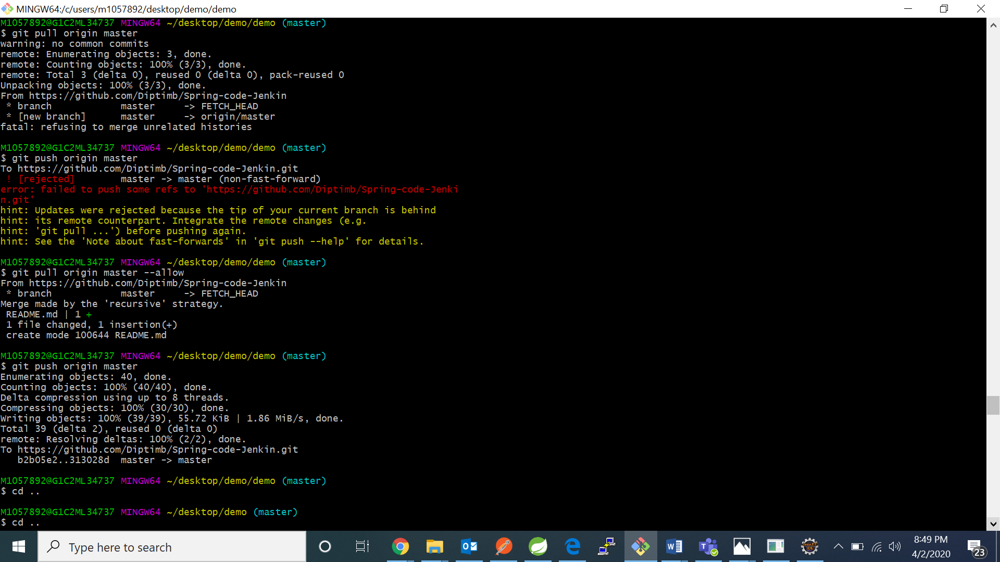 MINGW64:/c/users/m1057892/desktop/demo/demo
M1057892@G1C2ML34737 MINGW64 ~/desktop/demo/demo (master)
$ git pull origin master
warning: no common commits
remote: Enumerating objects: 3, done.
remote: Counting objects: 100% (3/3), done.
remote: Total 3 (delta 0), reused 0 (delta 0), pack-reused 0
Unpacking objects: 100% (3/3), done.
From https://github.com/Diptimb/Spring-code-Jenkin
 * branch            master     -> FETCH_HEAD
 * [new branch]      master     -> origin/master
fatal: refusing to merge unrelated histories

M1057892@G1C2ML34737 MINGW64 ~/desktop/demo/demo (master)
$ git push origin master
To https://github.com/Diptimb/Spring-code-Jenkin.git
 ! [rejected]        master -> master (non-fast-forward)
error: failed to push some refs to 'https://github.com/Diptimb/Spring-code-Jenki
n.git'
hint: Updates were rejected because the tip of your current branch is behind
hint: its remote counterpart. Integrate the remote changes (e.g.
hint: 'git pull ...') before pushing again.
hint: See the 'Note about fast-forwards' in 'git push --help' for details.

M1057892@G1C2ML34737 MINGW64 ~/desktop/demo/demo (master)
$ git pull origin master --allow
From https://github.com/Diptimb/Spring-code-Jenkin
 * branch            master     -> FETCH_HEAD
Merge made by the 'recursive' strategy.
 README.md | 1 +
 1 file changed, 1 insertion(+)
 create mode 100644 README.md

M1057892@G1C2ML34737 MINGW64 ~/desktop/demo/demo (master)
$ git push origin master
Enumerating objects: 40, done.
Counting objects: 100% (40/40), done.
Delta compression using up to 8 threads.
Compressing objects: 100% (30/30), done.
Writing objects: 100% (39/39), 55.72 KiB | 1.86 MiB/s, done.
Total 39 (delta 2), reused 0 (delta 0)
remote: Resolving deltas: 100% (2/2), done.
To https://github.com/Diptimb/Spring-code-Jenkin.git
   b2b05e2..313028d  master -> master

M1057892@G1C2ML34737 MINGW64 ~/desktop/demo/demo (master)
$ cd ..

M1057892@G1C2ML34737 MINGW64 ~/desktop/demo (master)
$ cd ..
Type here to search
8:49 PM
4/2/2020
23